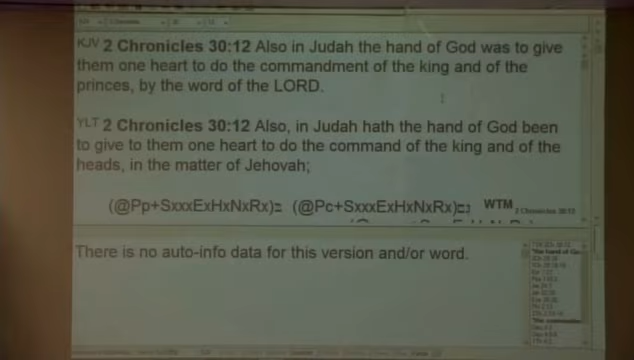 KJV 2 Chronicles 30:12 Also in Judah the hand of God was to give
them one heart to do the commandment of the king and of the
princes, by the word of the LORD.
YLT 2 Chronicles 30:12 Also, in Judah hath the hand of God been
to give to them one heart to do the command of the king and of the
heads, in the matter of Jehovah;
(@Pp+SxxxExHxNxRx)ב (@Pc+SxxxExHxNxRx) WTM 2 Chronicles 30:12
There is no auto-info data for this version and/or word.